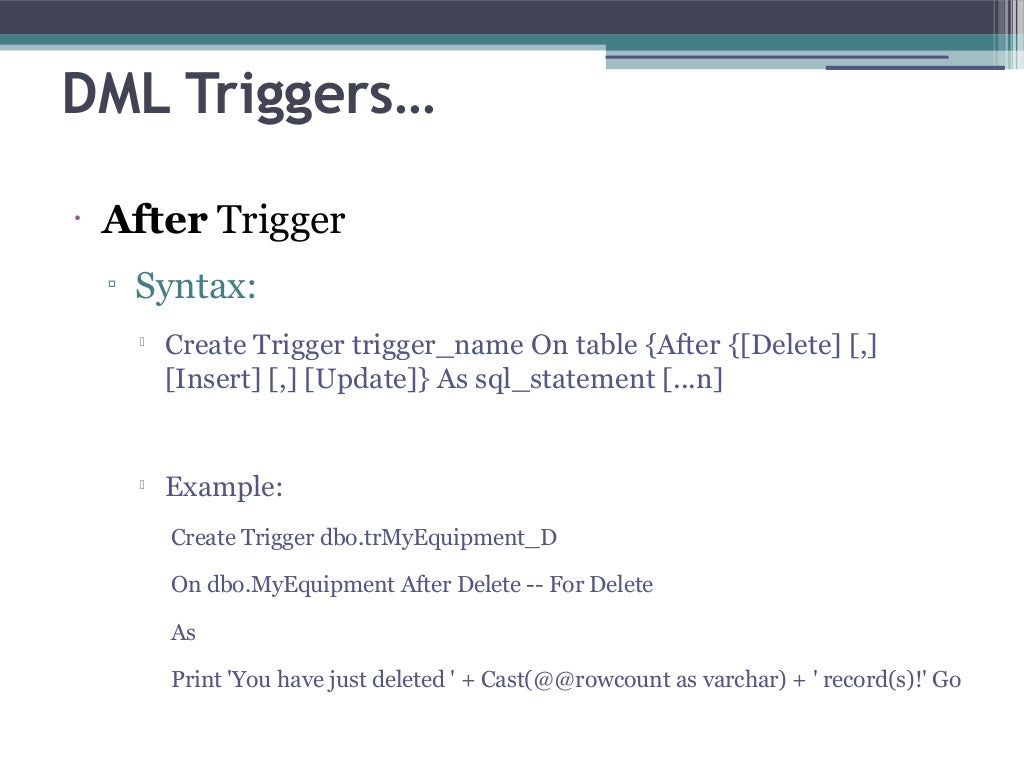 DML Triggers…
After Trigger
Syntax:
Create Trigger trigger_name On table {After {[Delete] [,]
[Insert] [,] [Update]} As sql_statement [...n]
Example:
Create Trigger dbo.trMyEquipment_D
On dbo.MyEquipment After Delete -- For Delete
As
Print 'You have just deleted ' + Cast(@@rowcount as varchar) + ' record(s)!' Go